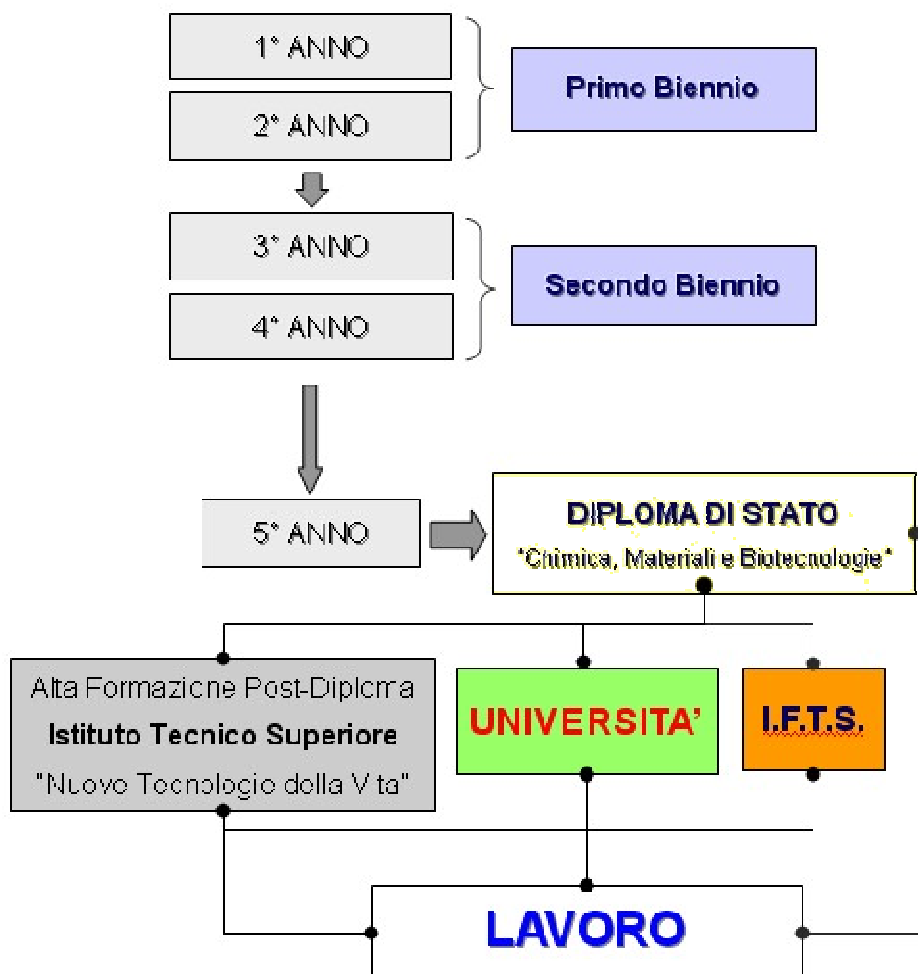 1° ANNO
Primo Biennio
2° ANNO
3° ANNO
Secondo Biennio
4° ANNO
5° ANNO
DIPLOMA DI STATO
"Chimica, Materiali e Biotecnologie"
Alta Formazione Post-Diploma
Istituto Tecnico Superiore
"Nuove Tecnologie della Vita"
UNIVERSITA'
I.F.T.S.
LAVORO